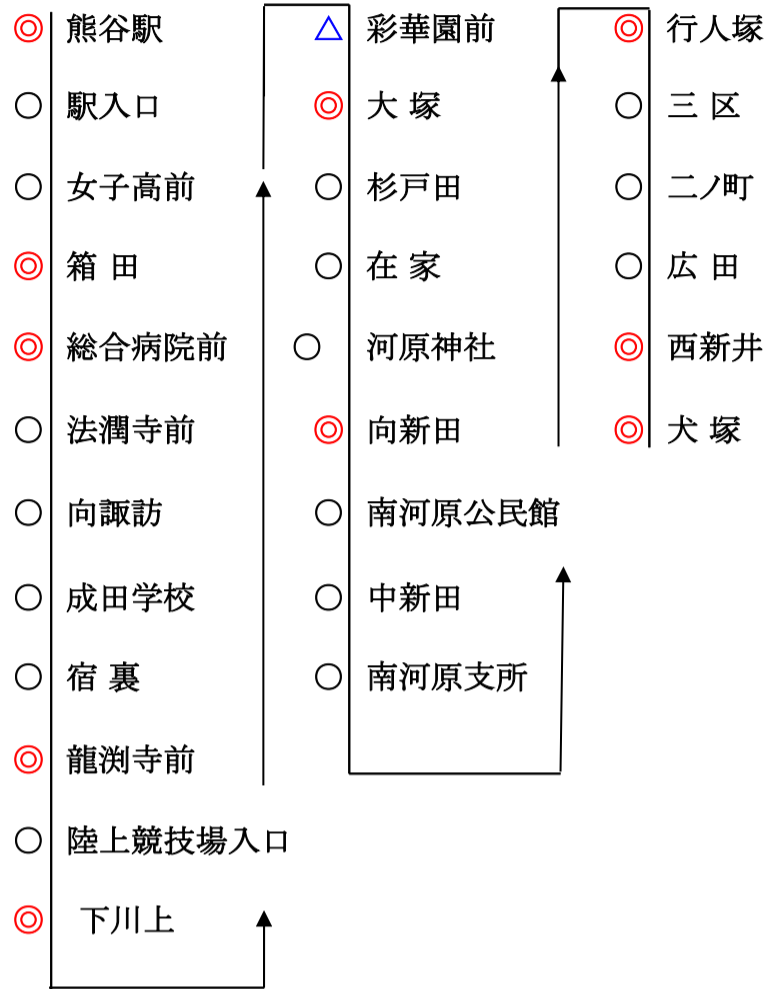 熊谷駅
駅入口
女子高前
箱 田
総合病院前
法潤寺前
向諏訪
成田学校
宿 裏
龍渕寺前
陸上競技場入口
下川上
彩華園前
大 塚
杉戸田
在 家
河原神社
向新田
南河原公民館
中新田
南河原支所
行人塚
三 区
二ノ町
広 田
西新井
犬 塚